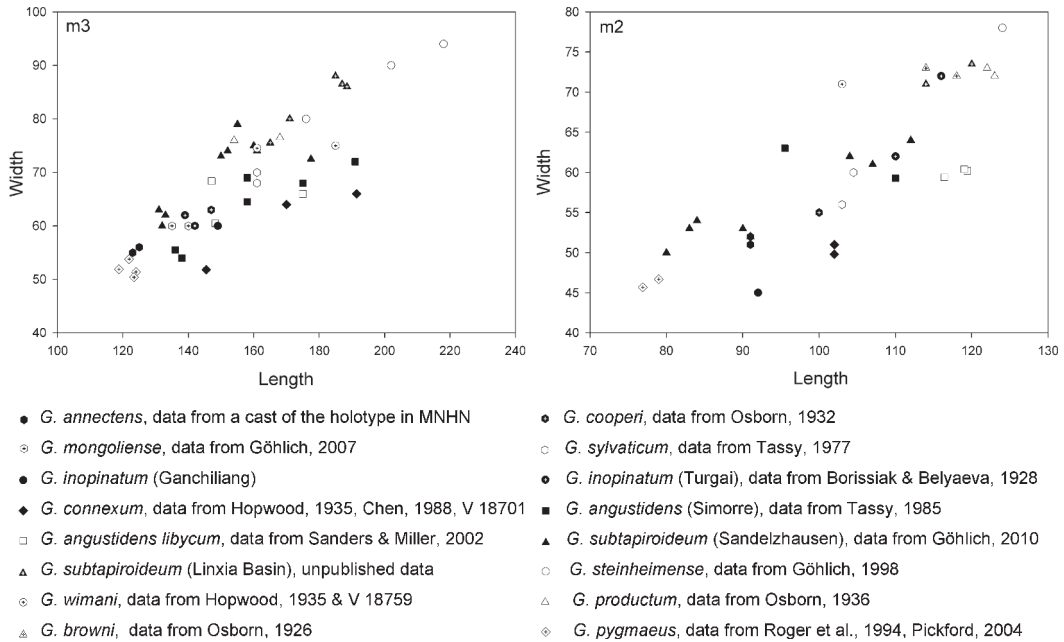 m3
m2
100
90
80
70
60
50
40
Width
100 120 140 160 180 200 220 240
Length
80
75
70
65
60
55
50
45
40
Width
70 80 90 100 110 120 130
Length
G. annectens, data from a cast of the holotype in MNHN
G. mongoliense, data from Göhlich, 2007
G. inopinatum (Ganchiliang)
G. connexum, data from Hopwood, 1935, Chen, 1988, V 18701
G. angustidens libycum, data from Sanders & Miller, 2002
G. subtapiroideum (Linxia Basin), unpublished data
G. wimani, data from Hopwood, 1935 & V 18759
G. browni, data from Osborn, 1926
G. cooperi, data from Osborn, 1932
G. sylvaticum, data from Tassy, 1977
G. inopinatum (Turgai), data from Borissiak & Belyaeva, 1928
G. angustidens (Simorre), data from Tassy, 1985
G. subtapiroideum (Sandelzhausen), data from Göhlich, 2010
G. steinheimense, data from Göhlich, 1998
G. productum, data from Osborn, 1936
G. pygmaeus, data from Roger et al., 1994, Pickford, 2004